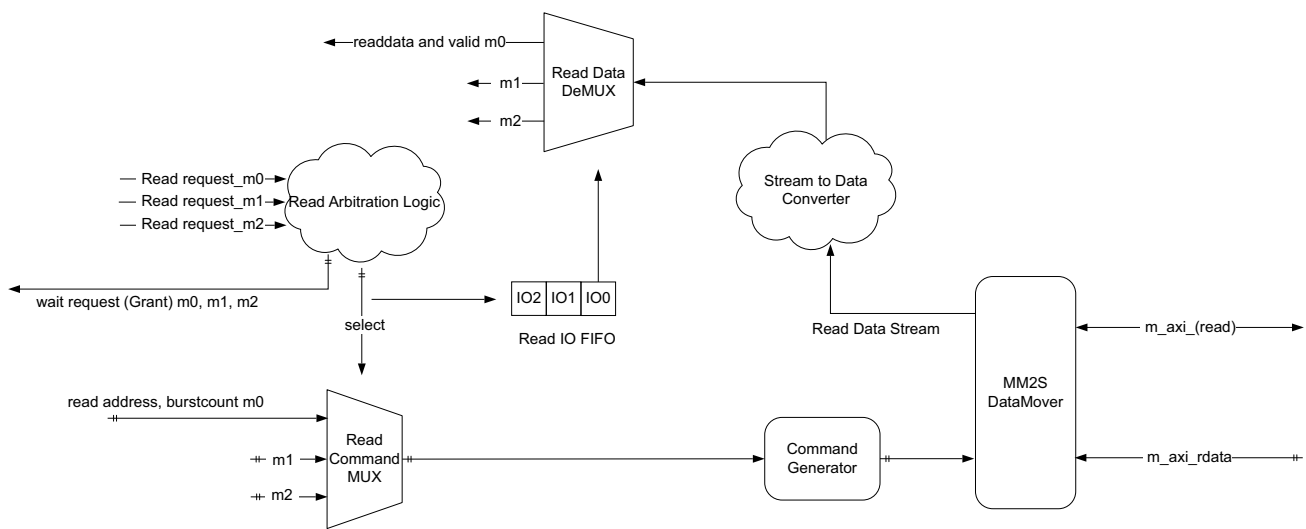 readdata and valid m0
m1
m2
Read Data
DeMUX
Read request_m0
Read request_m1
Read request_m2
Read Arbitration Logic
Stream to Data
Converter
wait request (Grant) m0, m1, m2
select
IO2 IO1 IO0
Read IO FIFO
Read Data Stream
m_axi_(read)
MM2S
DataMover
m_axi_rdata
read address, burstcount m0
m1
m2
Read
Command
MUX
Command
Generator